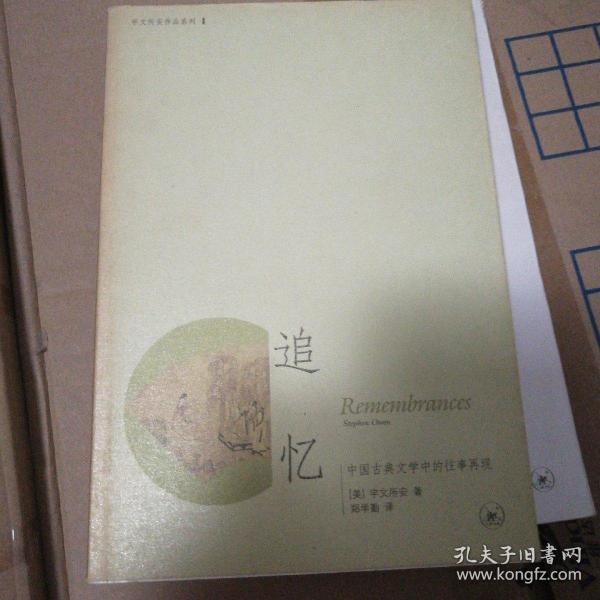 宇文所安作品系列 1
追
忆
Remembrances
Stephen Owen
中国古典文学中的往事再现
[美] 宇文所安 著
郑学勤 译
孔夫子旧书网
www.kongfz.com